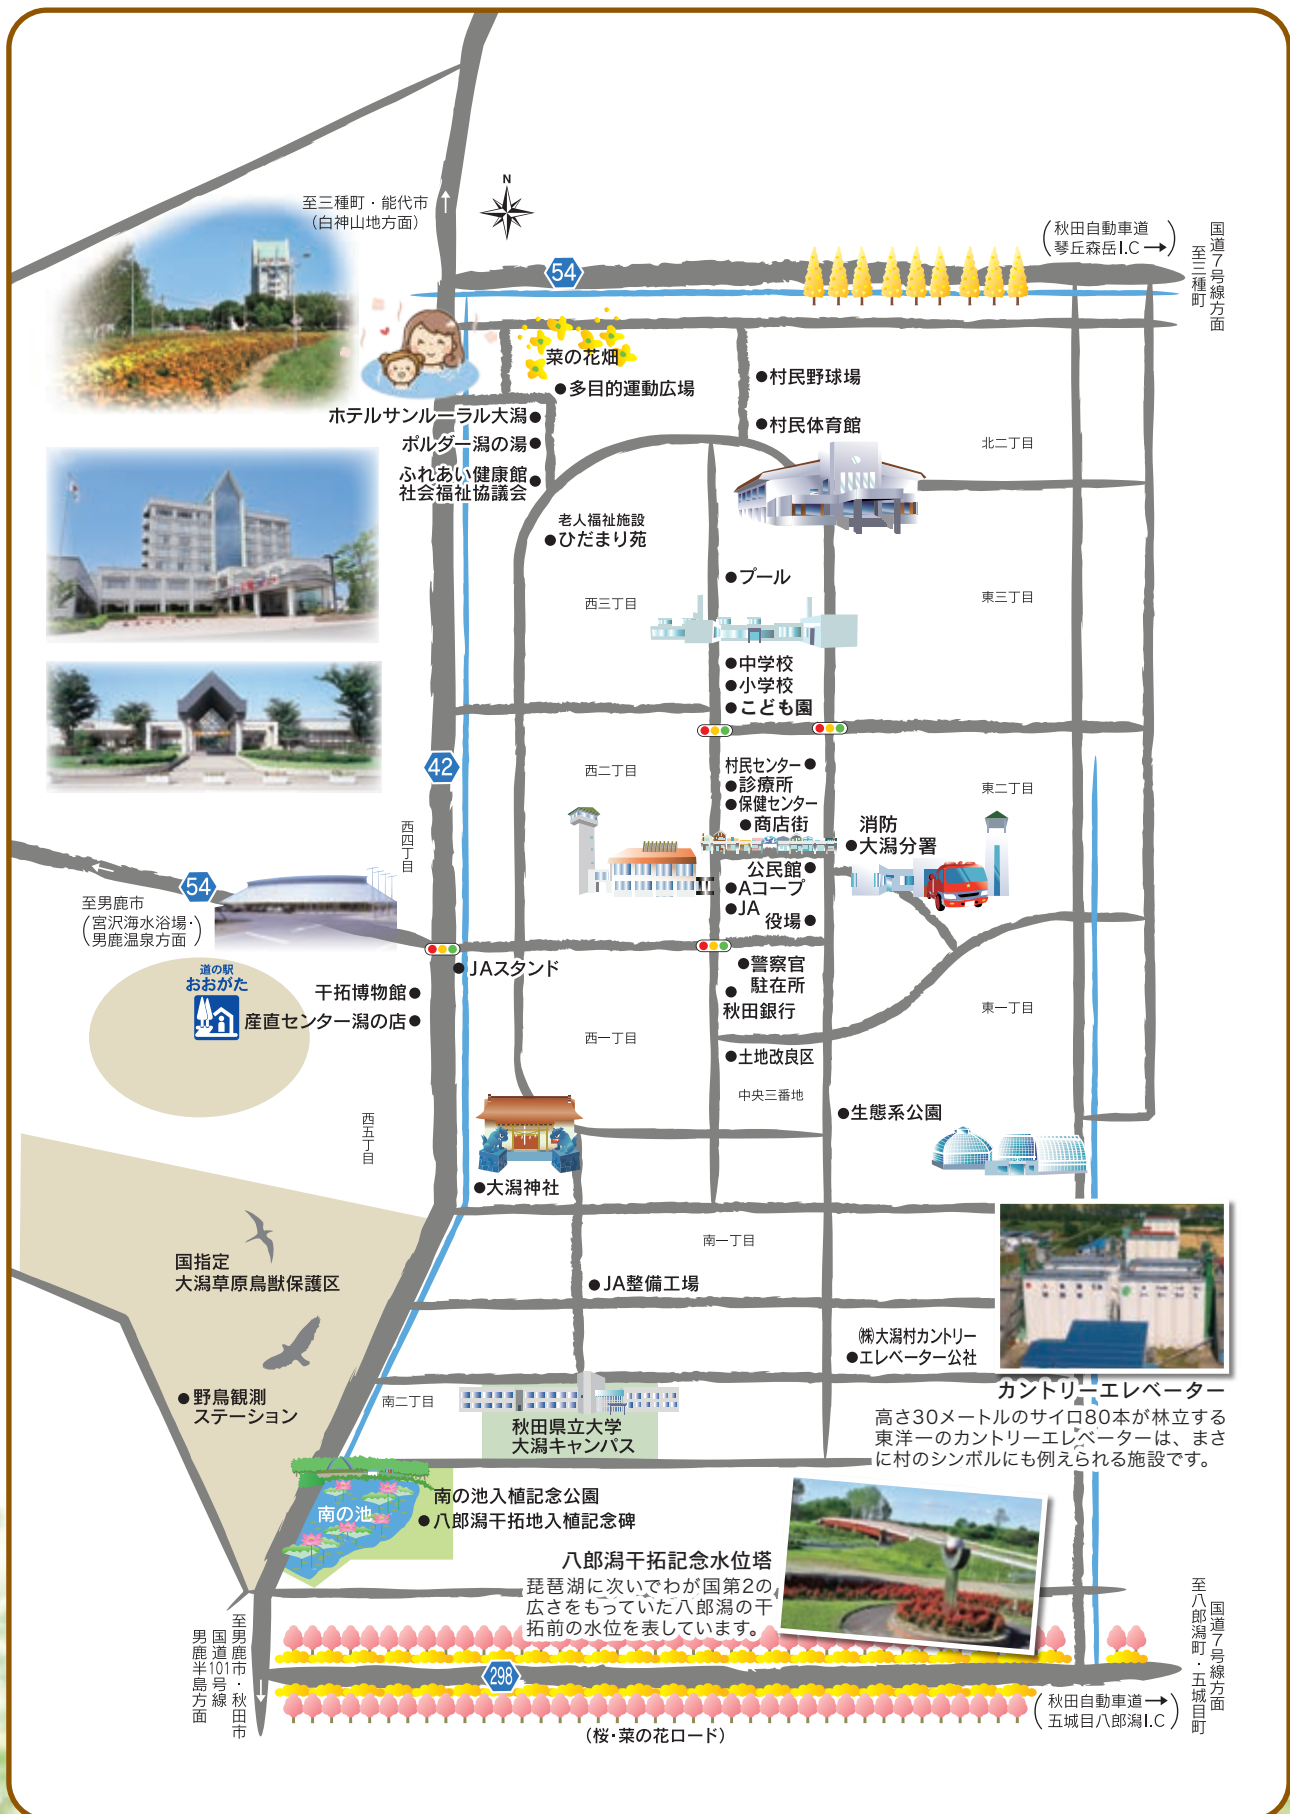 N
至三種町・能代市
（白神山地方面）
秋田自動車道
琴丘森岳I.C→
国道7号線方面
至三種町
54
菜の花畑
●多目的運動広場
●村民野球場
ホテルサンルーラル大潟●
●村民体育館
ポルダー潟の湯●
北二丁目
ふれあい健康館
社会福祉協議会●
老人福祉施設
●ひだまり苑
●プール
西三丁目
東三丁目
●中学校
●小学校
●こども園
42
村民センター●
西二丁目
●診療所
東二丁目
●保健センター
●商店街
消防
●大潟分署
西四丁目
公民館●
54
●Aコープ
至男鹿市
（宮沢海水浴場・
男鹿温泉方面）
●JA
役場●
道の駅
おおがた
●JAスタンド
●警察官
駐在所
干拓博物館●
●
秋田銀行
東一丁目
産直センター潟の店●
西一丁目
●土地改良区
中央三番地
●生態系公園
西五丁目
●大潟神社
南一丁目
国指定
大潟草原鳥獣保護区
●JA整備工場
㈱大潟村カントリー
●エレベーター公社
カントリーエレベーター
高さ30メートルのサイロ80本が林立する
東洋一のカントリーエレベーターは、まさ
に村のシンボルにも例えられる施設です。
●野鳥観測
ステーション
南二丁目
秋田県立大学
大潟キャンパス
南の池
南の池入植記念公園
●八郎潟干拓地入植記念碑
八郎潟干拓記念水位塔
琵琶湖に次いでわが国第2の
広さをもっていた八郎潟の干
拓前の水位を表しています。
至男鹿市・秋田市
国道101号線
男鹿半島方面
298
国道7号線方面
至八郎潟町・五城目町
秋田自動車道→
五城目八郎潟I.C
（桜・菜の花ロード）